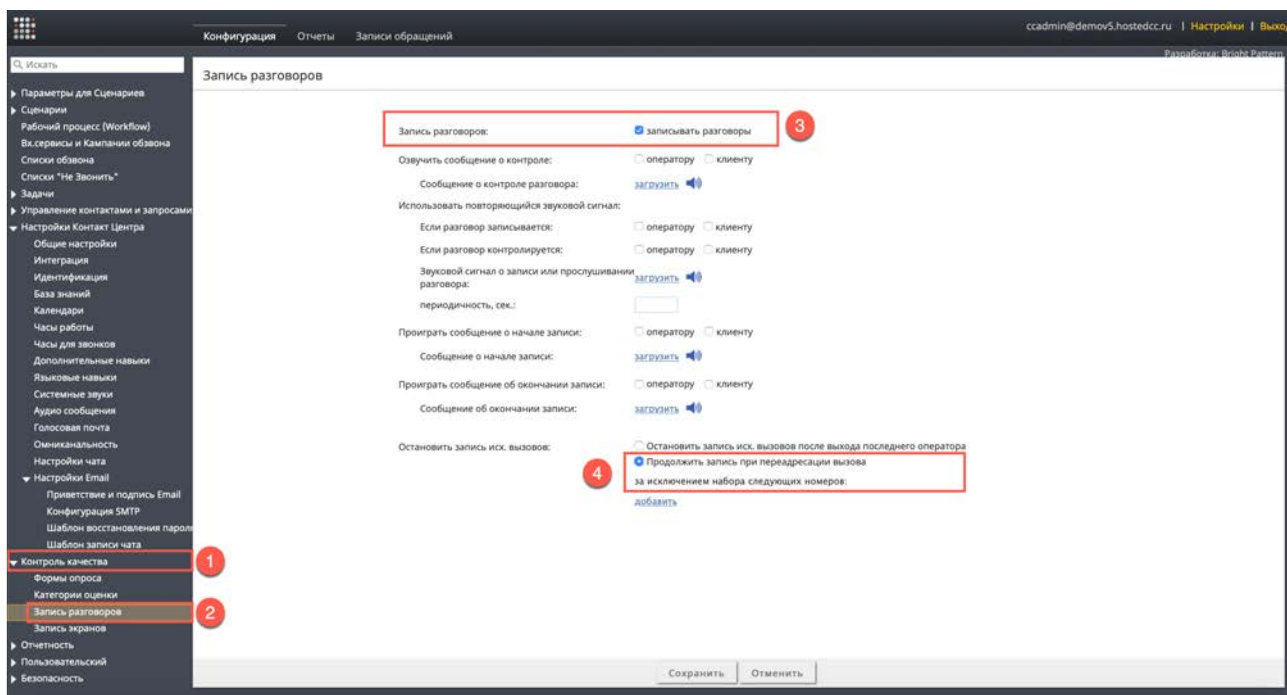 ccadmin@demov5.hostedcc.ru | Настройки | Выхо
Конфигурация Отчеты Записи обращений
Разработка: Bright Pattern
Искать
Запись разговоров
Параметры для Сценариев
Сценарии
Рабочий процесс (Workflow)
Вх.сервисы и Кампании обзвона
Списки обзвона
Списки "Не Звонить"
Задачи
Управление контактами и запросами
Настройки Контакт Центра
Общие настройки
Интеграция
Идентификация
База знаний
Календари
Часы работы
Часы для звонков
Дополнительные навыки
Языковые навыки
Системные звуки
Аудио сообщения
Голосовая почта
Омниканальность
Настройки чата
Настройки Email
Приветствие и подпись Email
Конфигурация SMTP
Шаблон восстановления пароля
Шаблон записи чата
Контроль качества
1
Формы опроса
Категории оценки
Запись разговоров
2
Запись экранов
Отчетность
Пользовательский
Безопасность
Запись разговоров: записывать разговоры
3
Озвучить сообщение о контроле: оператору клиенту
Сообщение о контроле разговора: загрузить
Использовать повторяющийся звуковой сигнал:
Если разговор записывается: оператору клиенту
Если разговор контролируется: оператору клиенту
Звуковой сигнал о записи или прослушивании
разговора: загрузить
периодичность, сек.:
Проиграть сообщение о начале записи: оператору клиенту
Сообщение о начале записи: загрузить
Проиграть сообщение об окончании записи: оператору клиенту
Сообщение об окончании записи: загрузить
Остановить запись исх. вызовов: Остановить запись исх. вызовов после выхода последнего оператора
4
Продолжить запись при переадресации вызова
за исключением набора следующих номеров:
добавить
Сохранить Отменить